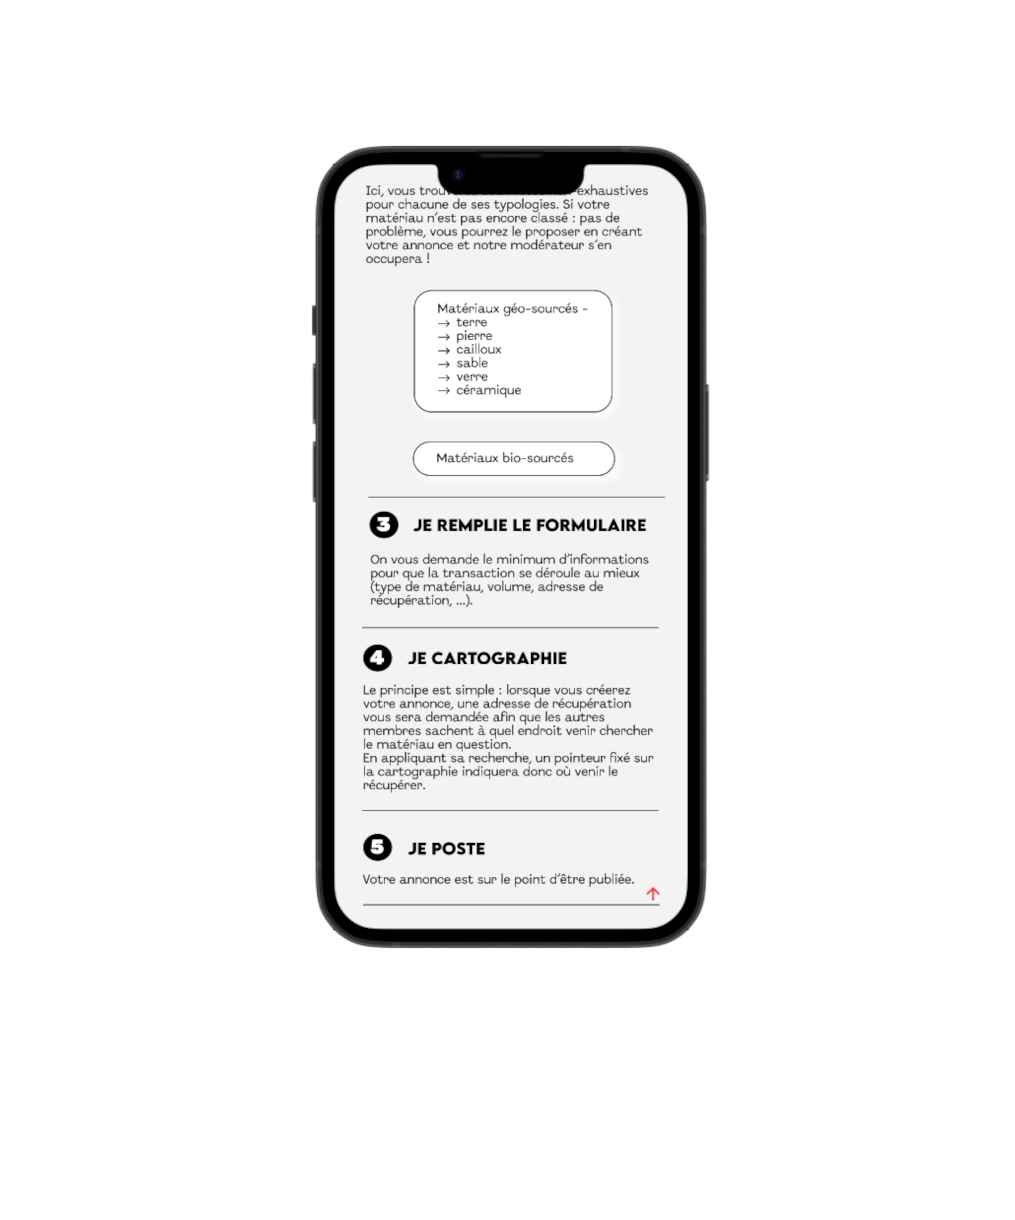 Ici, vous exhaustives
pour chacune de ses typologies. Si votre
matériau n'est pas encore classé : pas de
problème, vous pourrez le proposer en créant
votre annonce et notre modérateur s'en
occupera !
Matériaux géo-sourcés -
→ terre
→ pierre
→ cailloux
→ sable
→ verre
→ céramique
Matériaux bio-sourcés
3 JE REMPLIE LE FORMULAIRE
On vous demande le minimum d'informations
pour que la transaction se déroule au mieux
(type de matériau, volume, adresse de
récupération, ...).
4 JE CARTOGRAPHIE
Le principe est simple : lorsque vous créerez
votre annonce, une adresse de récupération
vous sera demandée afin que les autres
membres sachent à quel endroit venir chercher
le matériau en question.
En appliquant sa recherche, un pointeur fixé sur
la cartographie indiquera donc où venir le
récupérer.
5 JE POSTE
Votre annonce est sur le point d'être publiée.